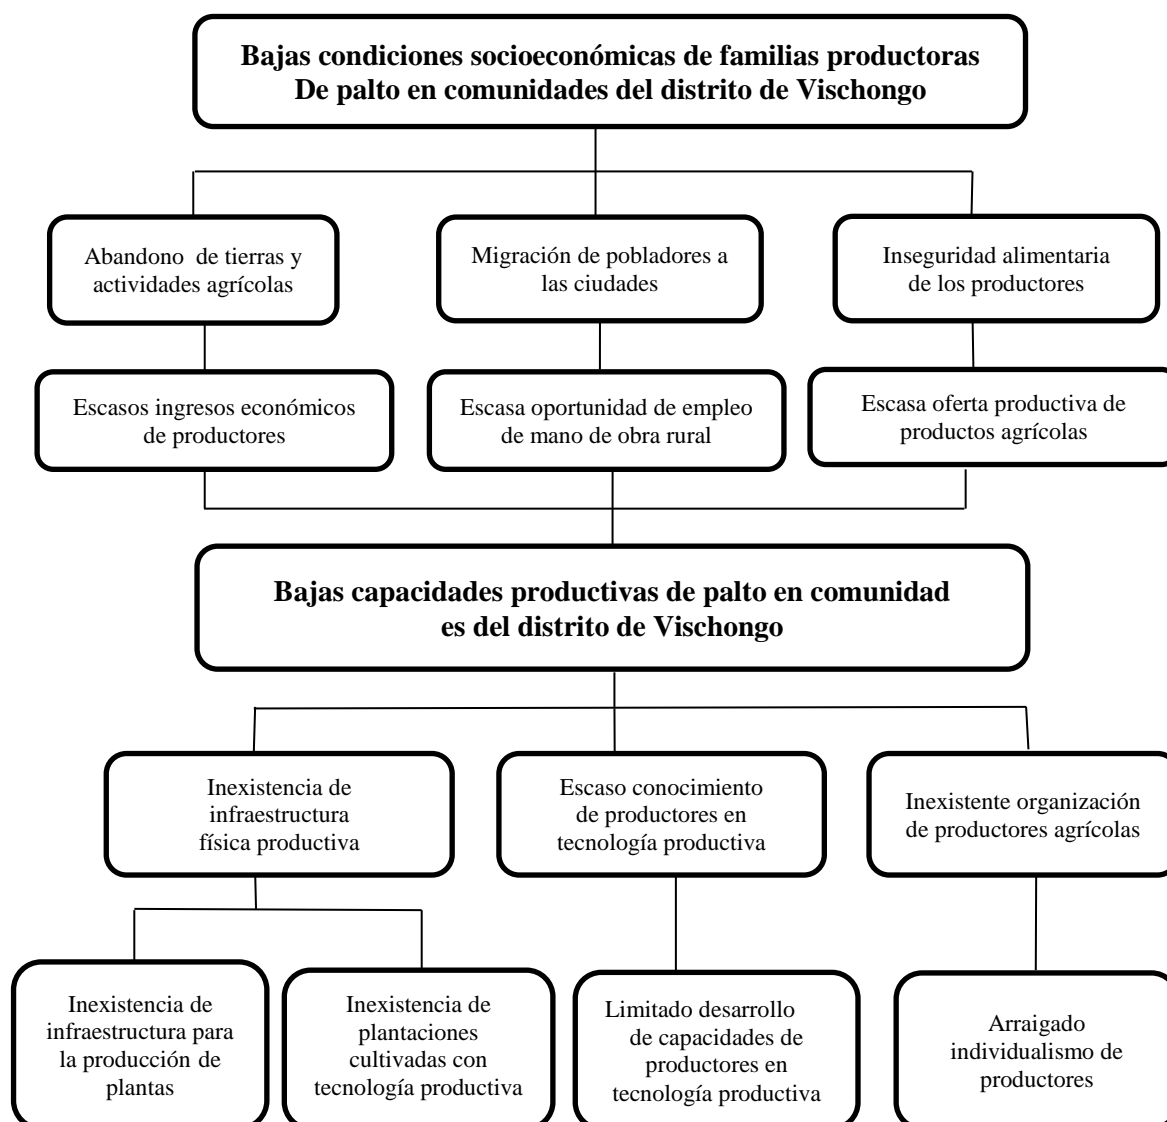 Bajas condiciones socioeconómicas de familias productoras
De palto en comunidades del distrito de Vischongo
Abandono  de tierras y
actividades agrícolas
Migración de pobladores a
las ciudades
Inseguridad alimentaria
de los productores
Escasos ingresos económicos
de productores
Escasa oportunidad de empleo
de mano de obra rural
Escasa oferta productiva de
productos agrícolas
Bajas capacidades productivas de palto en comunidad
es del distrito de Vischongo
Inexistencia de
infraestructura
física productiva
Escaso conocimiento
de productores en
tecnología productiva
Inexistente organización
de productores agrícolas
Inexistencia de
infraestructura para
la producción de
plantas
Inexistencia de
plantaciones
cultivadas con
tecnología productiva
Limitado desarrollo
de capacidades de
productores en
tecnología productiva
Arraigado
individualismo de
productores